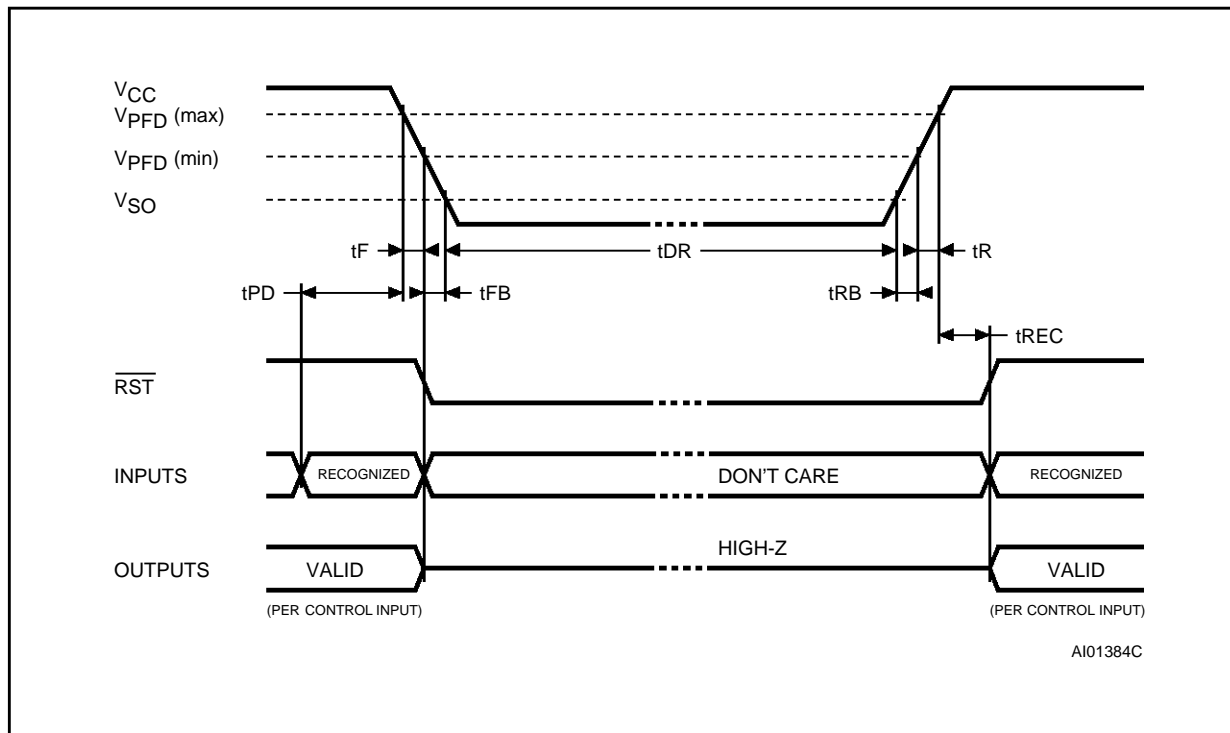 VCC
VPFD (max)
VPFD (min)
VSO
tF tDR tR
tPD tFB tRB
tREC
RST
INPUTS RECOGNIZED DON'T CARE RECOGNIZED
HIGH-Z
OUTPUTS VALID VALID
(PER CONTROL INPUT) (PER CONTROL INPUT)
AI01384C